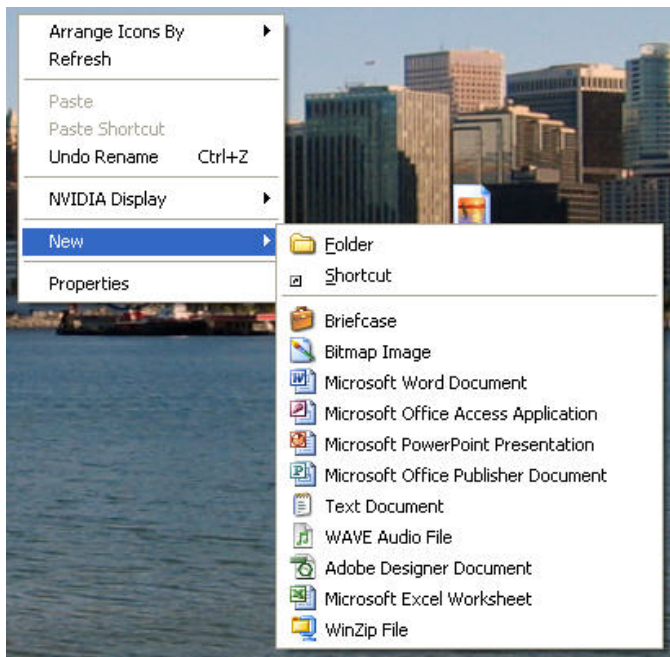 Arrange Icons By
Refresh
Paste
Paste Shortcut
Undo Rename Ctrl+Z
NVIDIA Display
New
Properties
Folder
Shortcut
Briefcase
Bitmap Image
Microsoft Word Document
Microsoft Office Access Application
Microsoft PowerPoint Presentation
Microsoft Office Publisher Document
Text Document
WAVE Audio File
Adobe Designer Document
Microsoft Excel Worksheet
WinZip File